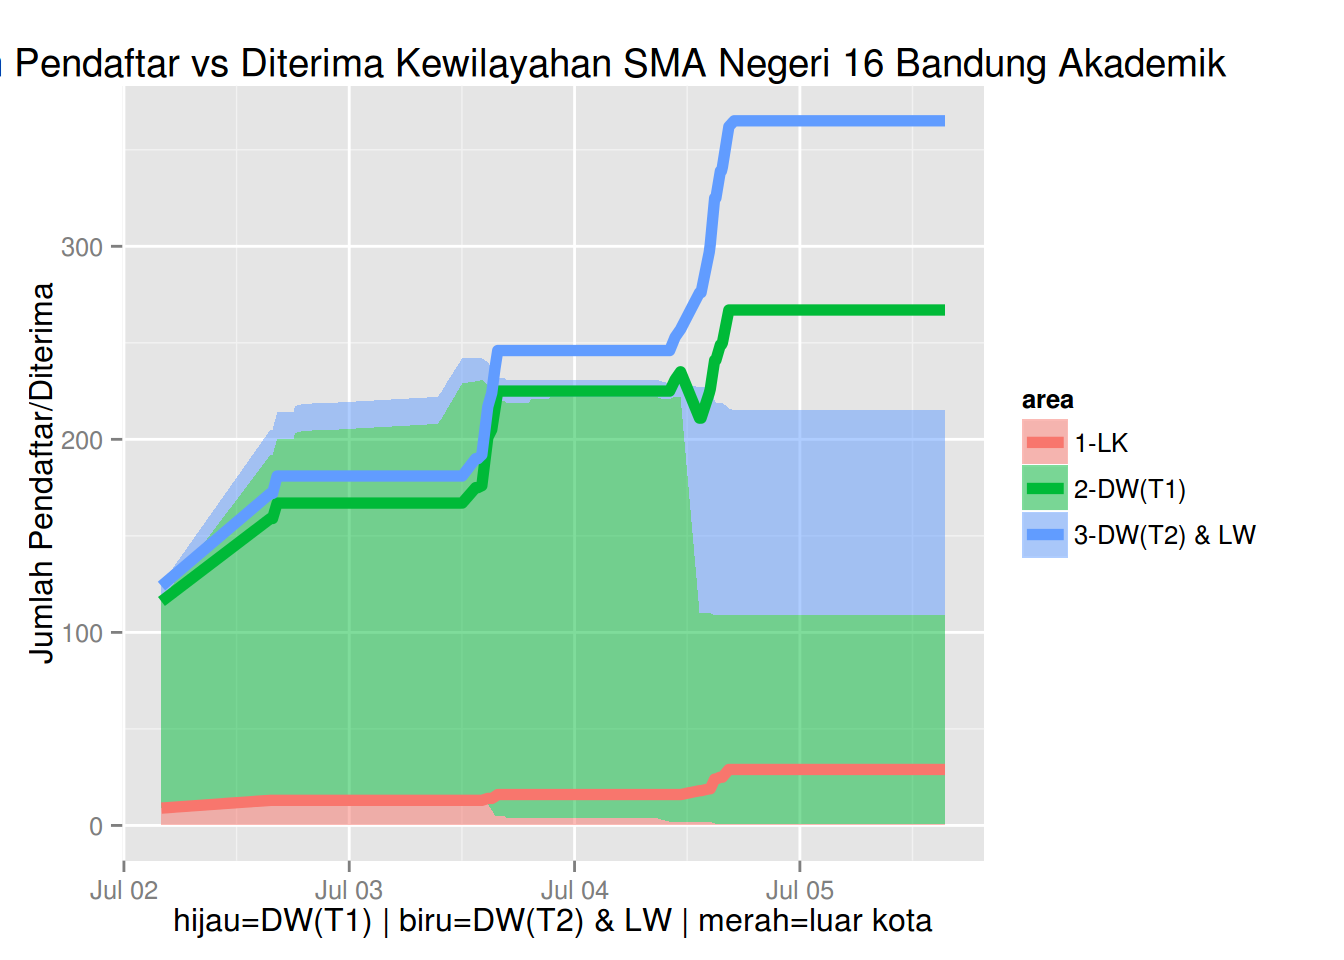 Pendaftar vs Diterima Kewilayahan SMA Negeri 16 Bandung Akademik
Jumlah Pendaftar/Diterima
300
200
100
0
Jul 02
Jul 03
Jul 04
Jul 05
hijau=DW(T1) | biru=DW(T2) & LW | merah=luar kota
area
1-LK
2-DW(T1)
3-DW(T2) & LW